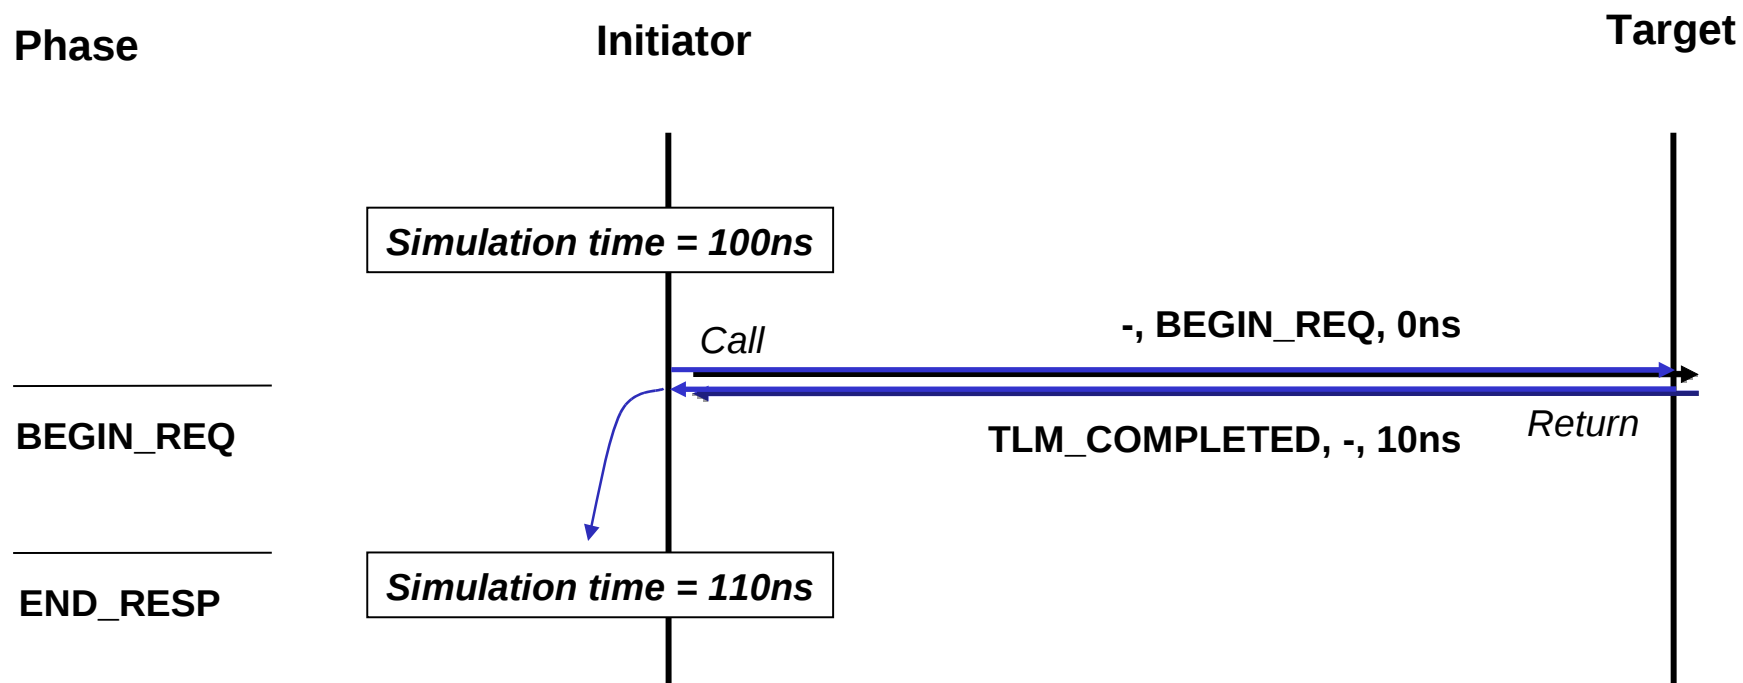 Phase
Initiator
Target
Simulation time = 100ns
-, BEGIN_REQ, 0ns
Call
BEGIN_REQ
TLM_COMPLETED, -, 10ns
Return
Simulation time = 110ns
END_RESP